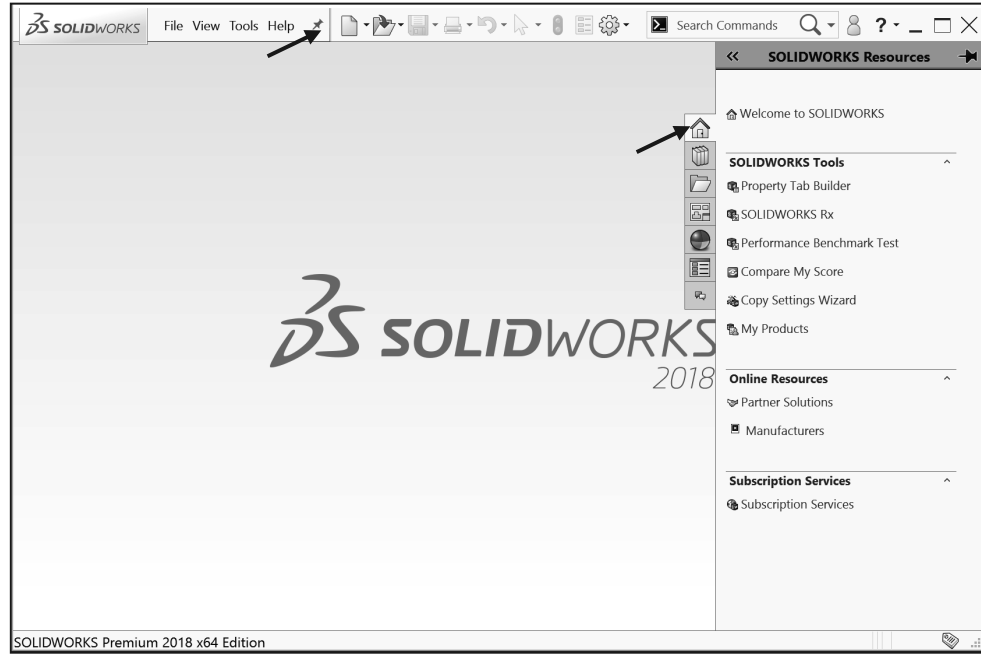 SOLIDWORKS File View Tools Help Search Commands ?
SOLIDWORKS Resources
Welcome to SOLIDWORKS
SOLIDWORKS Tools
Property Tab Builder
SOLIDWORKS Rx
Performance Benchmark Test
Compare My Score
Copy Settings Wizard
My Products
SOLIDWORKS
2018
Online Resources
Partner Solutions
Manufacturers
Subscription Services
Subscription Services
SOLIDWORKS Premium 2018 x64 Edition